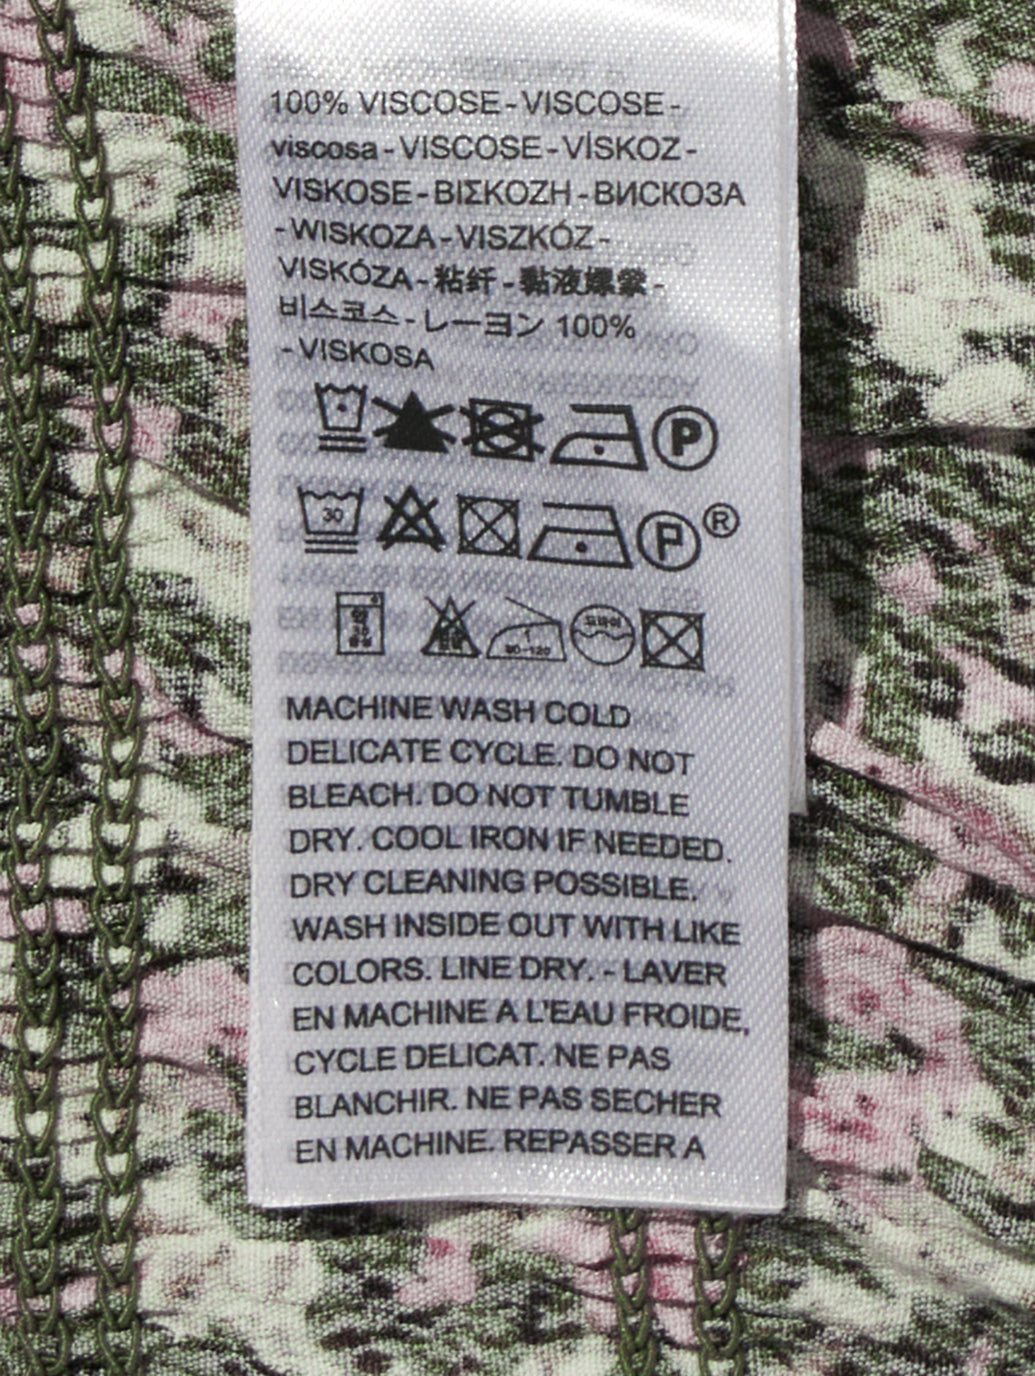 100% VISCOSE - VISCOSE -
viscosa - VISCOSE - VİSKOZ -
VISKOSE - ΒΙΣΚΟΖΗ - ВИСКОЗА
- WISKOZA - VISZKÓZ -
VISKÓZA - 粘纤 - 黏液嫘縈 -
비스코스 - レーヨン 100%
- VISKOSA
P
30 P ®
MACHINE WASH COLD
DELICATE CYCLE. DO NOT
BLEACH. DO NOT TUMBLE
DRY. COOL IRON IF NEEDED.
DRY CLEANING POSSIBLE.
WASH INSIDE OUT WITH LIKE
COLORS. LINE DRY. - LAVER
EN MACHINE A L'EAU FROIDE,
CYCLE DELICAT. NE PAS
BLANCHIR. NE PAS SECHER
EN MACHINE. REPASSER A